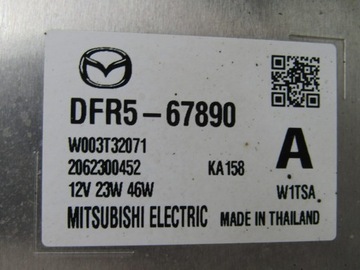 DFR5-67890
W003T32071
2062300452 KA158 A
12V 23W 46W W1TSA
MITSUBISHI ELECTRIC MADE IN THAILAND